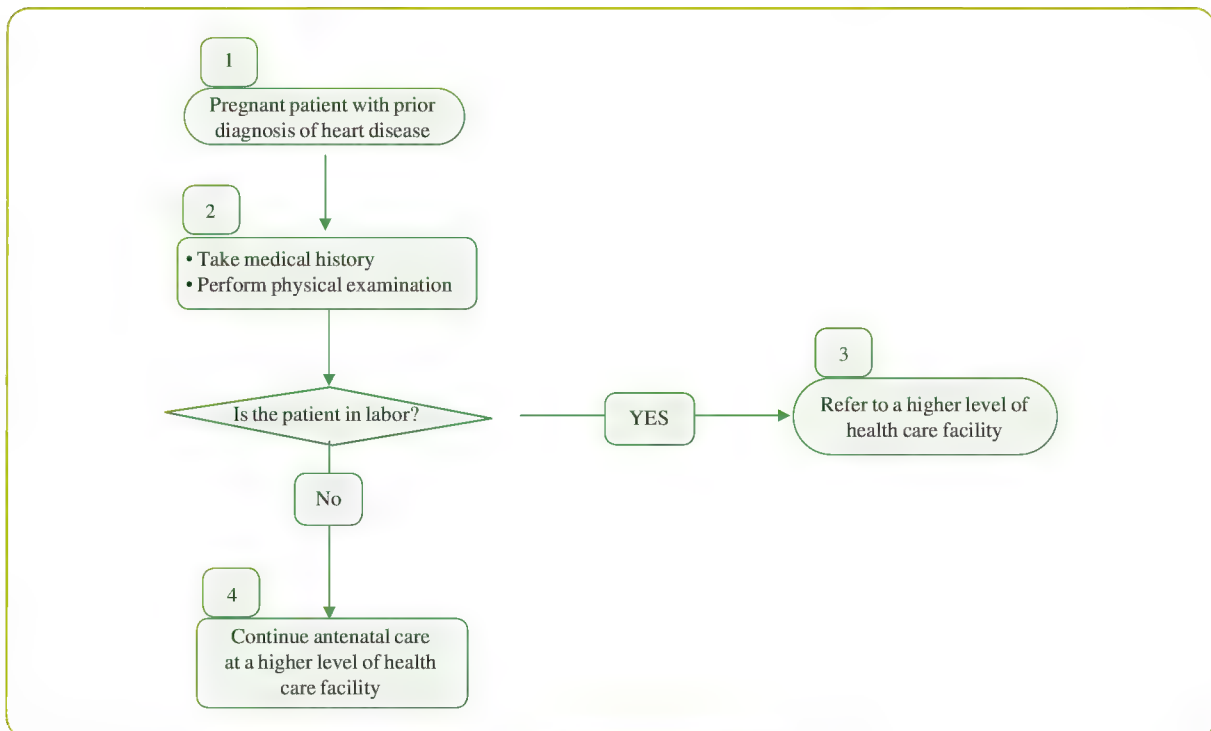 1
Pregnant patient with prior
diagnosis of heart disease
2
• Take medical history
• Perform physical examination
Is the patient in labor?
YES
3
Refer to a higher level of
health care facility
No
4
Continue antenatal care
at a higher level of health
care facility